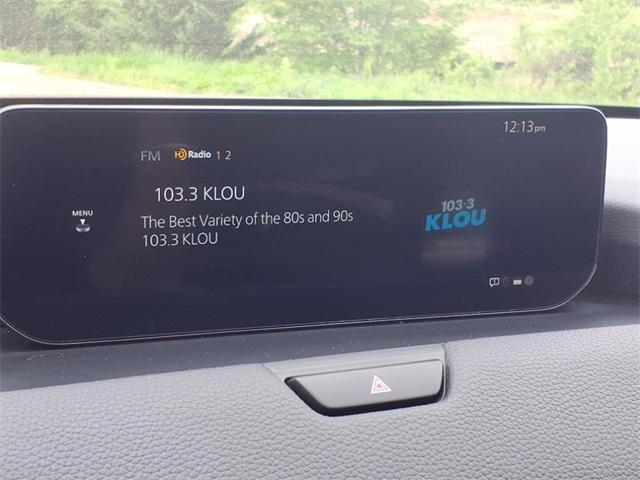 12:13pm
FM HD Radio 1 2
103.3 KLOU
MENU
The Best Variety of the 80s and 90s
103.3 KLOU
103.3
KLOU